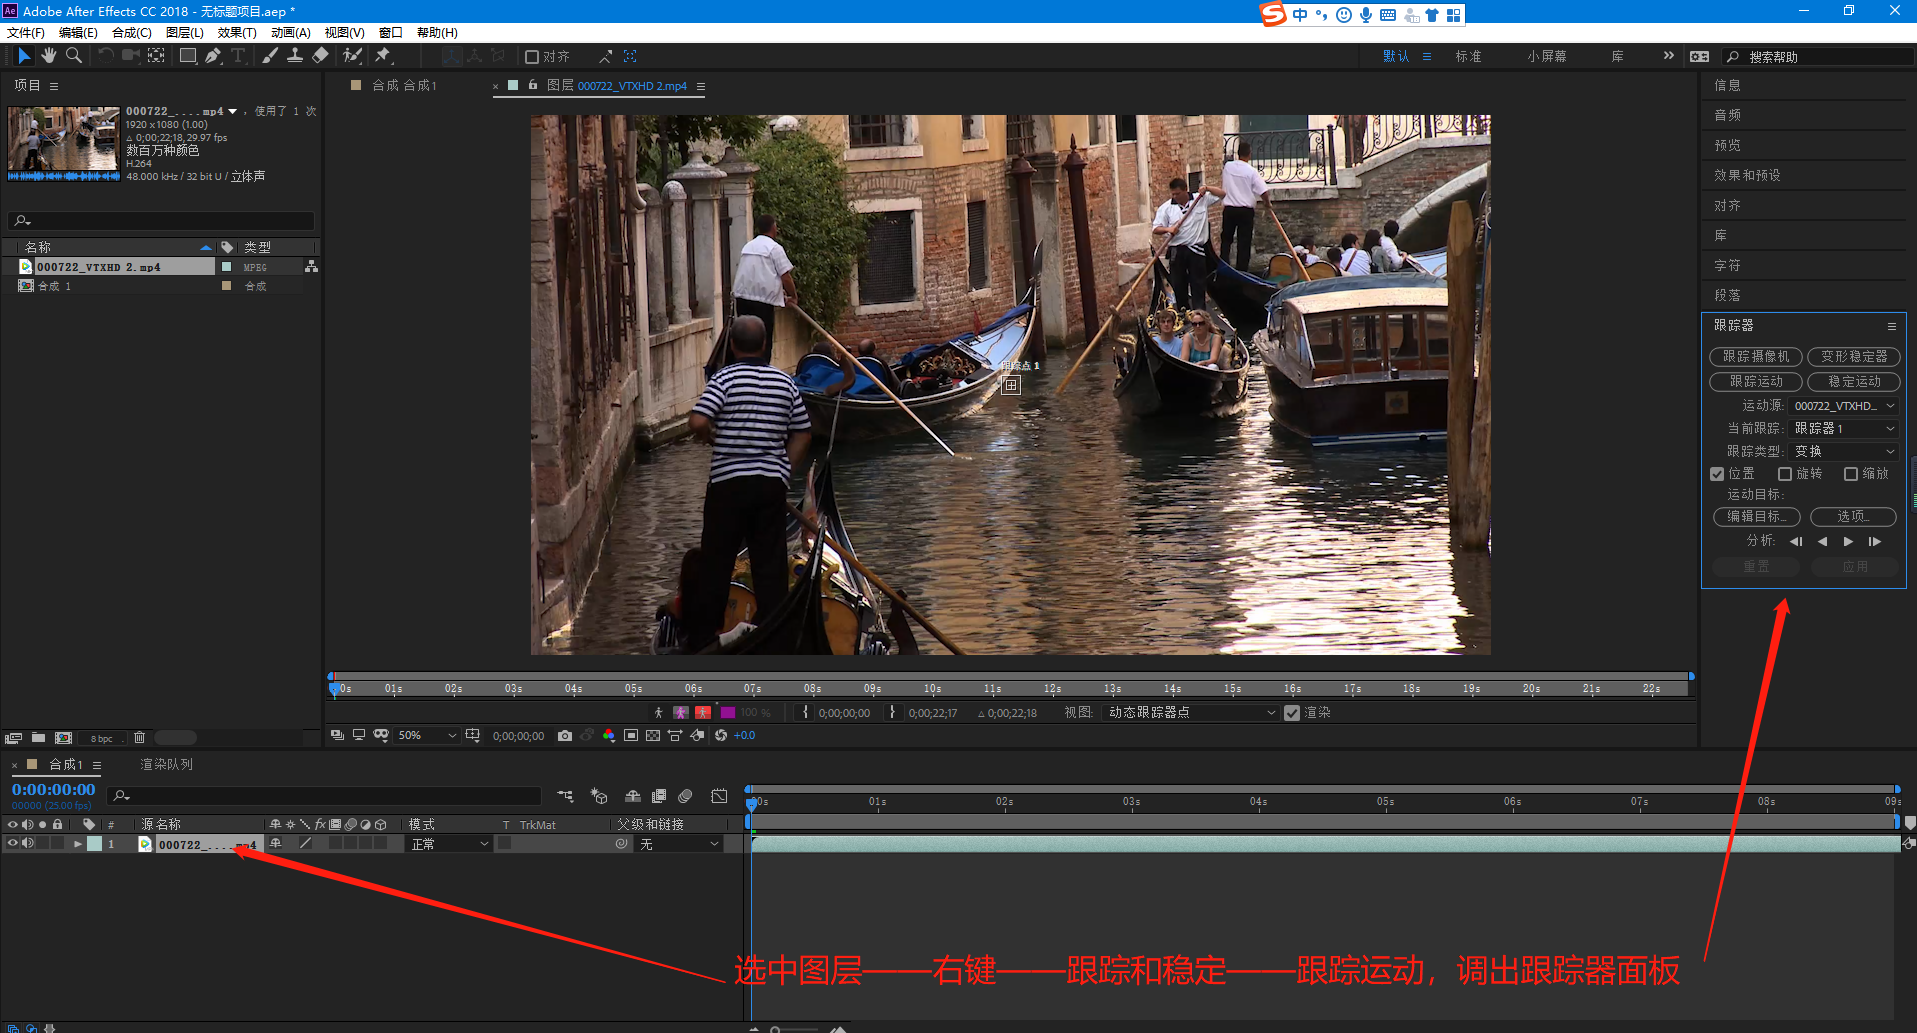 Ae Adobe After Effects CC 2018 - 无标题项目.aep *
中
文件(F) 编辑(E) 合成(C) 图层(L) 效果(T) 动画(A) 视图(V) 窗口 帮助(H)
对齐 默认 标准 小屏幕 库 搜索帮助
项目
合成 合成1
图层 000722_VTXHD 2.mp4
000722_....mp4 ，使用了 1 次
1920 x 1080 (1.00)
△ 0;00;22;18, 29.97 fps
数百万种颜色
H.264
48.000 kHz / 32 bit U / 立体声
名称 类型
000722_VTXHD 2.mp4 MPEG
合成 1 合成
跟踪点 1
信息
音频
预览
效果和预设
对齐
库
字符
段落
跟踪器
跟踪摄像机 变形稳定器
跟踪运动 稳定运动
运动源: 000722_VTXHD...
当前跟踪: 跟踪器 1
跟踪类型: 变换
位置 旋转 缩放
运动目标:
编辑目标... 选项...
分析:
重置 应用
00s 01s 02s 03s 04s 05s 06s 07s 08s 09s 10s 11s 12s 13s 14s 15s 16s 17s 18s 19s 20s 21s 22s
100 % 0;00;00;00 0;00;22;17 △ 0;00;22;18 视图: 动态跟踪器点 渲染
8 bpc 50% 0;00;00;00 +0.0
合成1 渲染队列
0:00:00:00
00000 (25.00 fps)
00s 01s 02s 03s 04s 05s 06s 07s 08s 09s
# 源名称 fx 模式 T TrkMat 父级和链接
1 000722_....mp4 正常 无
选中图层——右键——跟踪和稳定——跟踪运动，调出跟踪器面板